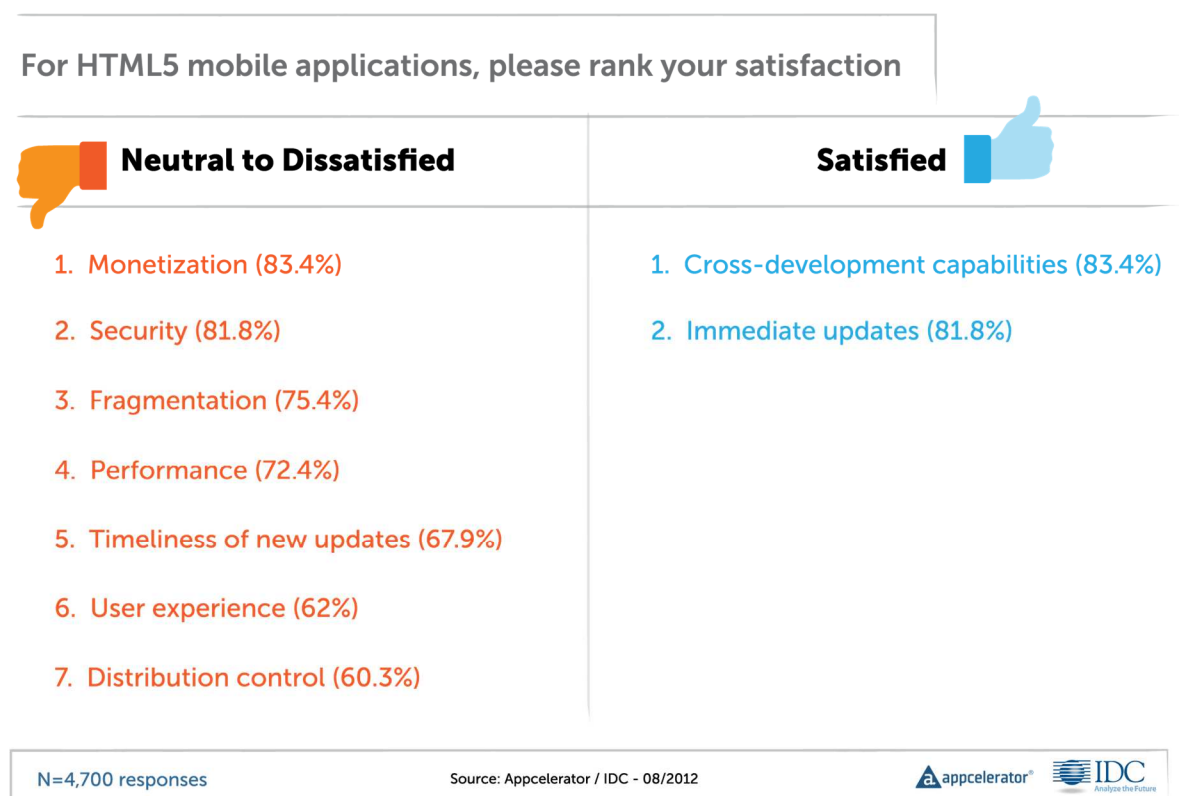 For HTML5 mobile applications, please rank your satisfaction
Neutral to Dissatisfied
Satisfied
1. Monetization (83.4%)
2. Security (81.8%)
3. Fragmentation (75.4%)
4. Performance (72.4%)
5. Timeliness of new updates (67.9%)
6. User experience (62%)
7. Distribution control (60.3%)
1. Cross-development capabilities (83.4%)
2. Immediate updates (81.8%)
N=4,700 responses
Source: Appcelerator / IDC - 08/2012
appcelerator®
IDC
Analyze the Future